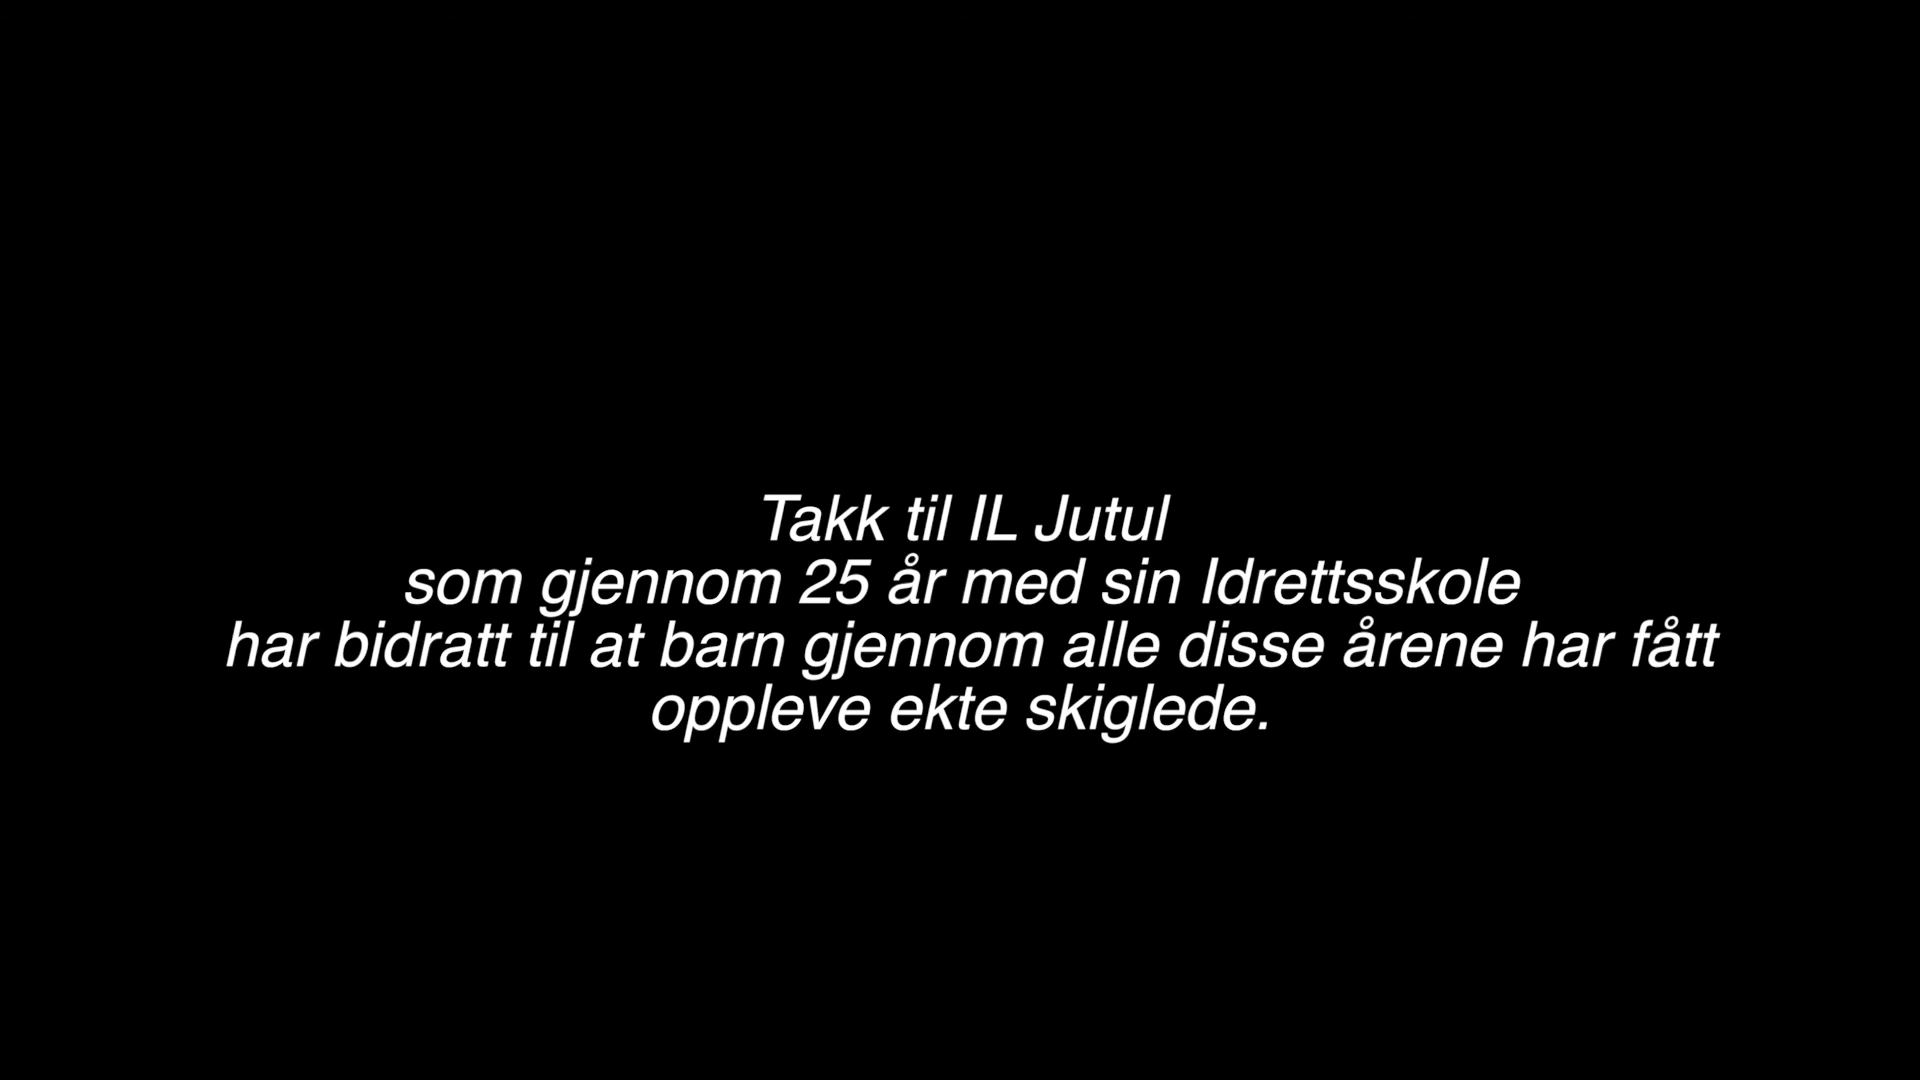 Takk til IL Jutul
som gjennom 25 år med sin Idrettsskole
har bidratt til at barn gjennom alle disse årene har fått
oppleve ekte skiglede.